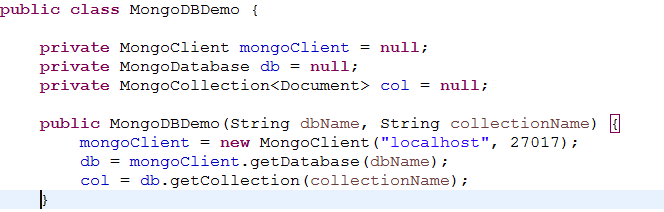 public class MongoDBDemo {
private MongoClient mongoClient = null;
private MongoDatabase db = null;
private MongoCollection<Document> col = null;
public MongoDBDemo(String dbName, String collectionName) {
mongoClient = new MongoClient("localhost", 27017);
db = mongoClient.getDatabase(dbName);
col = db.getCollection(collectionName);
}